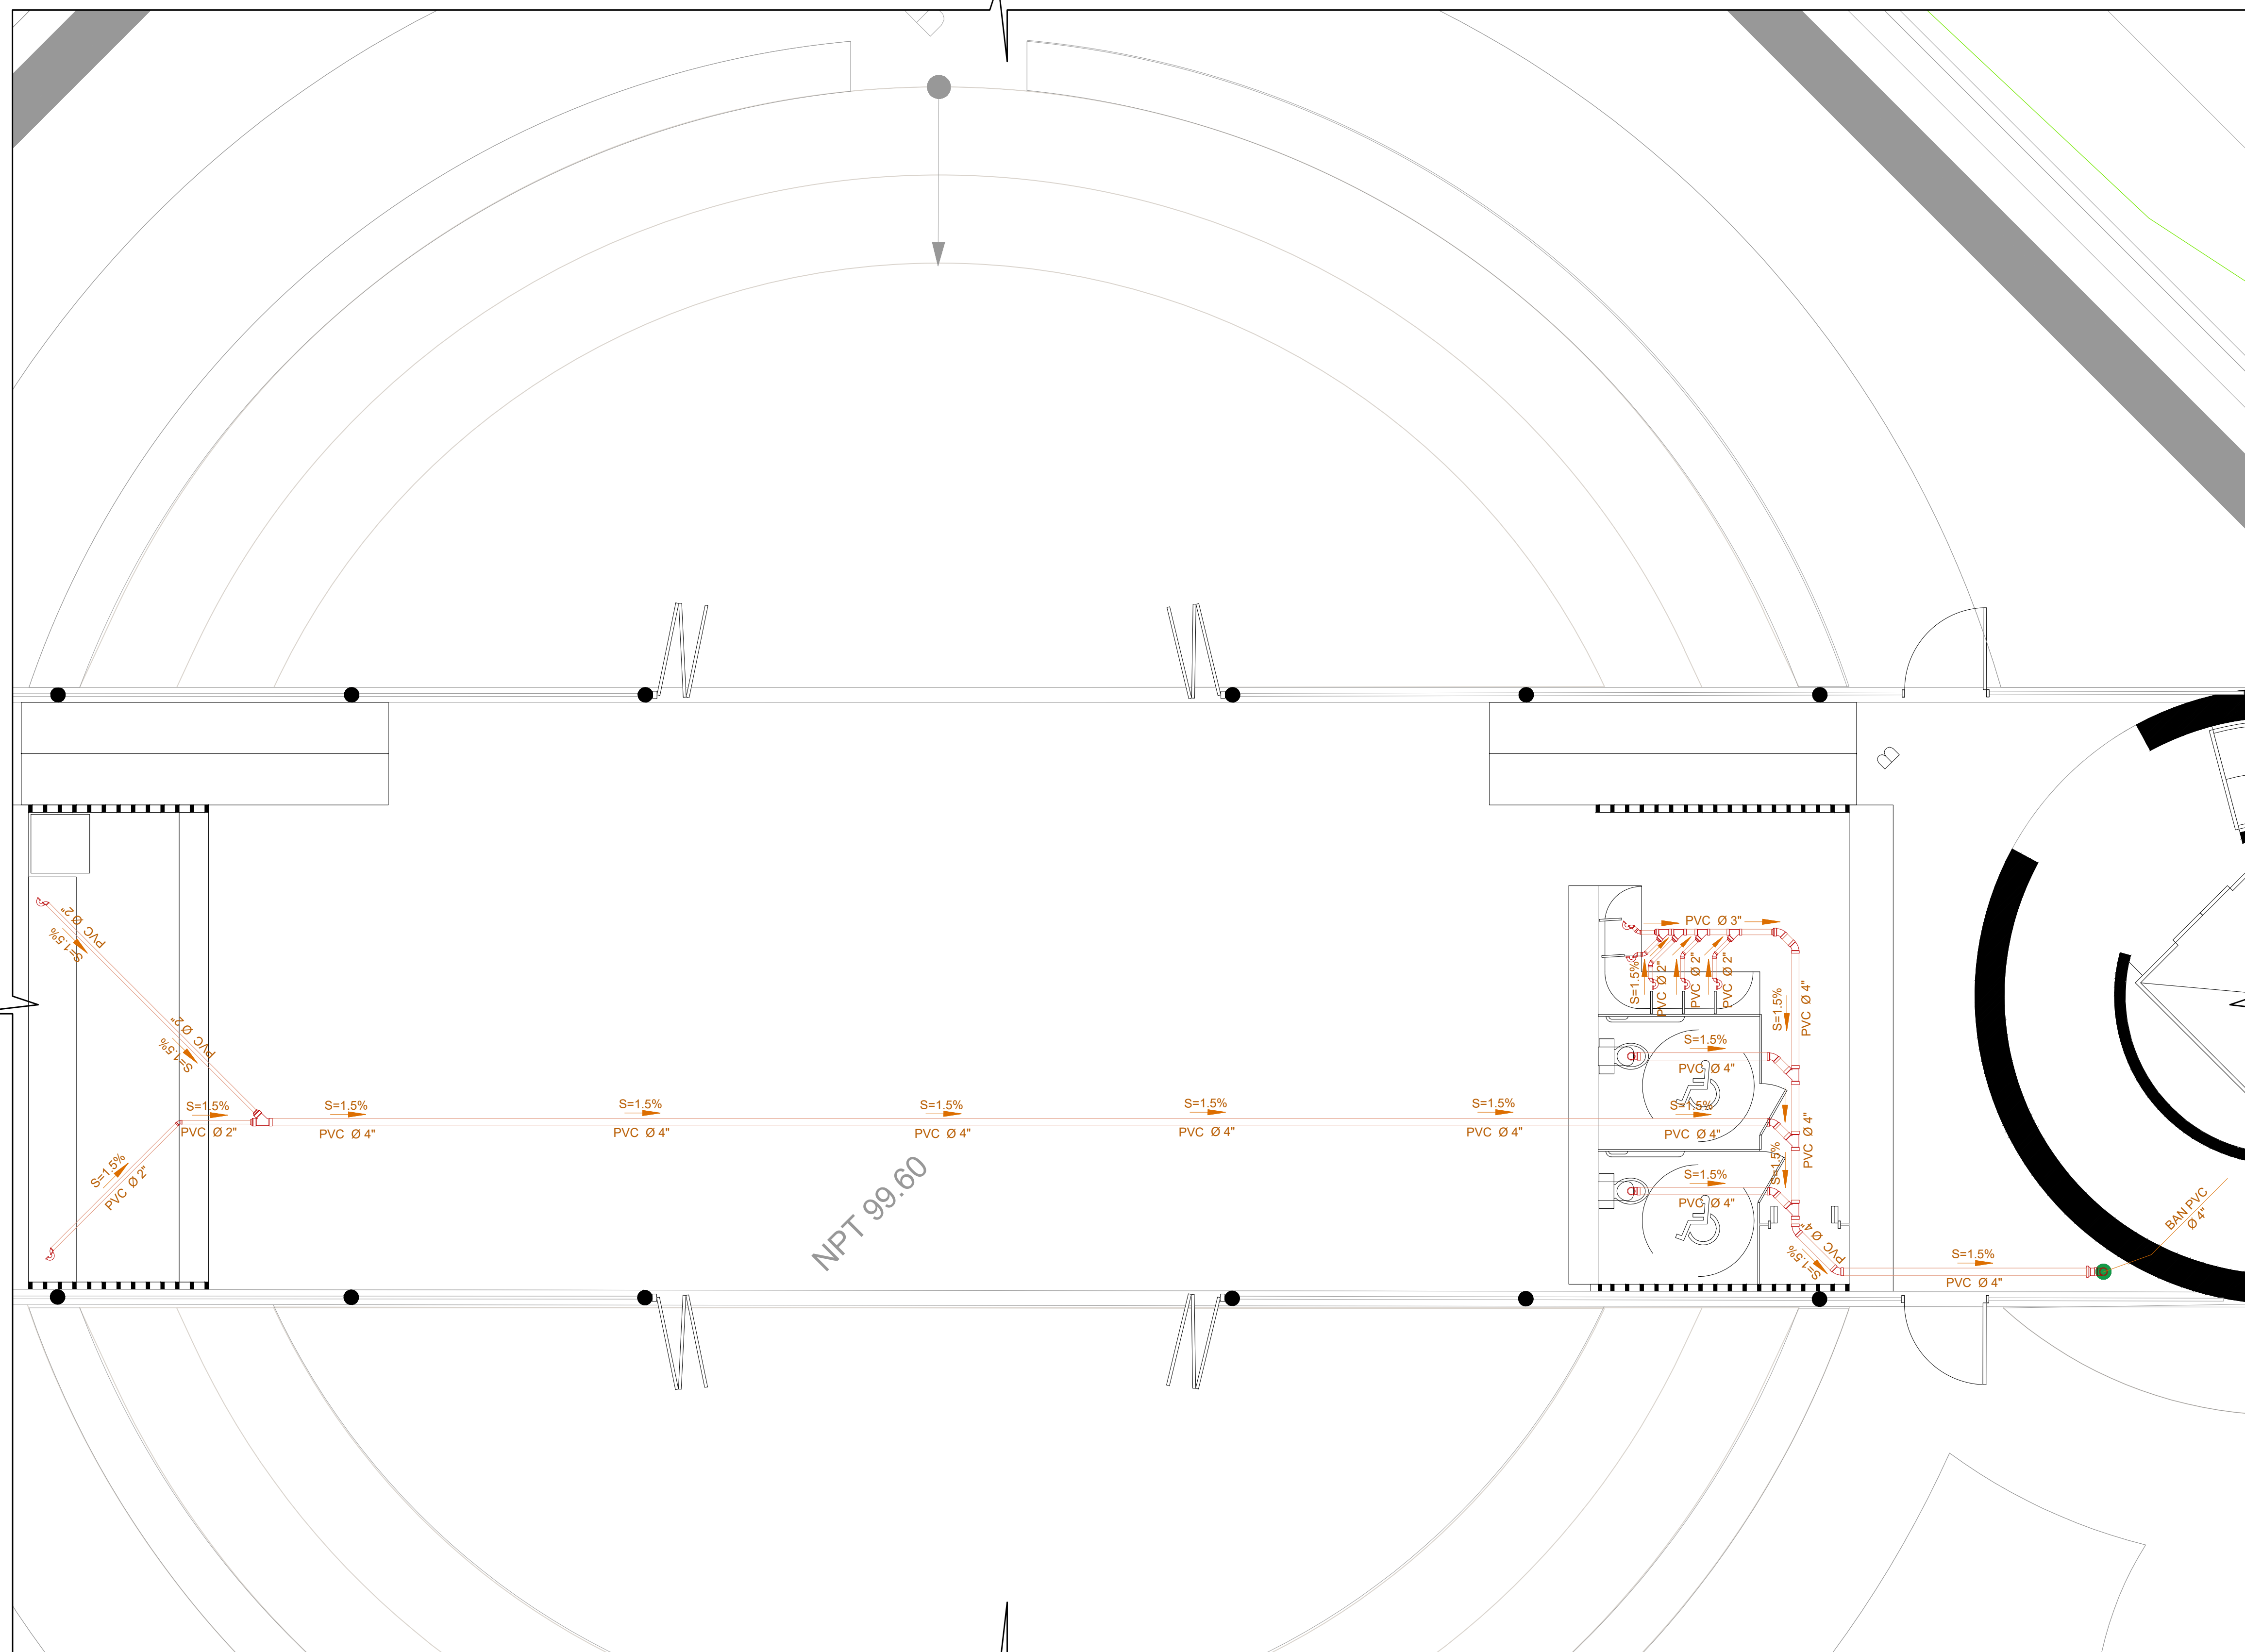 B
B
PVC Ø 2"
S=1.5%
PVC Ø 2"
S=1.5%
S=1.5%
PVC Ø 2"
S=1.5%
PVC Ø 2"
S=1.5%
PVC Ø 4"
S=1.5%
PVC Ø 4"
S=1.5%
PVC Ø 4"
S=1.5%
PVC Ø 4"
S=1.5%
PVC Ø 4"
S=1.5%
PVC Ø 4"
NPT 99.60
PVC Ø 3"
S=1.5%
PVC Ø 2"
PVC Ø 2"
PVC Ø 2"
S=1.5%
PVC Ø 4"
S=1.5%
PVC Ø 4"
PVC Ø 4"
S=1.5%
S=1.5%
PVC Ø 4"
PVC Ø 4"
S=1.5%
S=1.5%
PVC Ø 4"
BAN PVC
Ø 4"